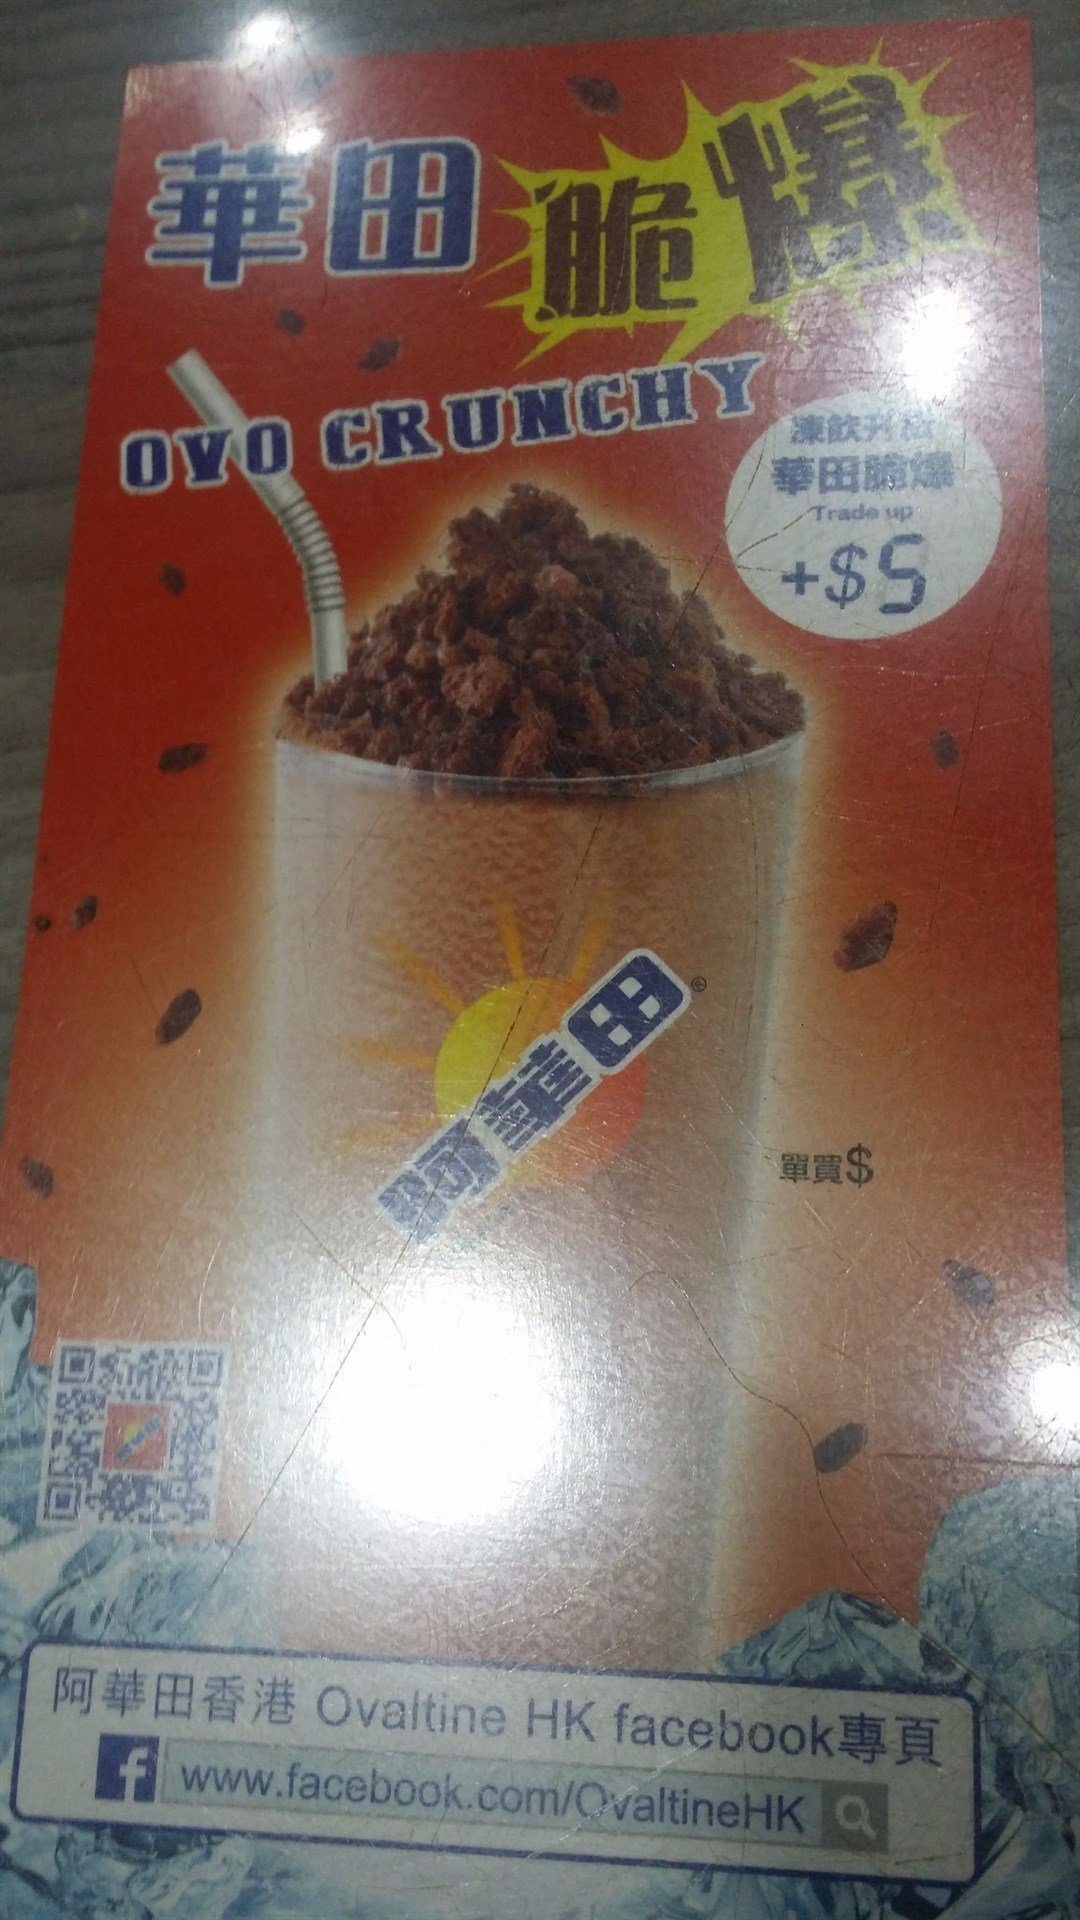 華田脆爆
OVO CRUNCHY
凍飲升級
華田脆爆
Trade up
+$5
阿華田
單買$
阿華田香港 Ovaltine HK facebook專頁
www.facebook.com/OvaltineHK